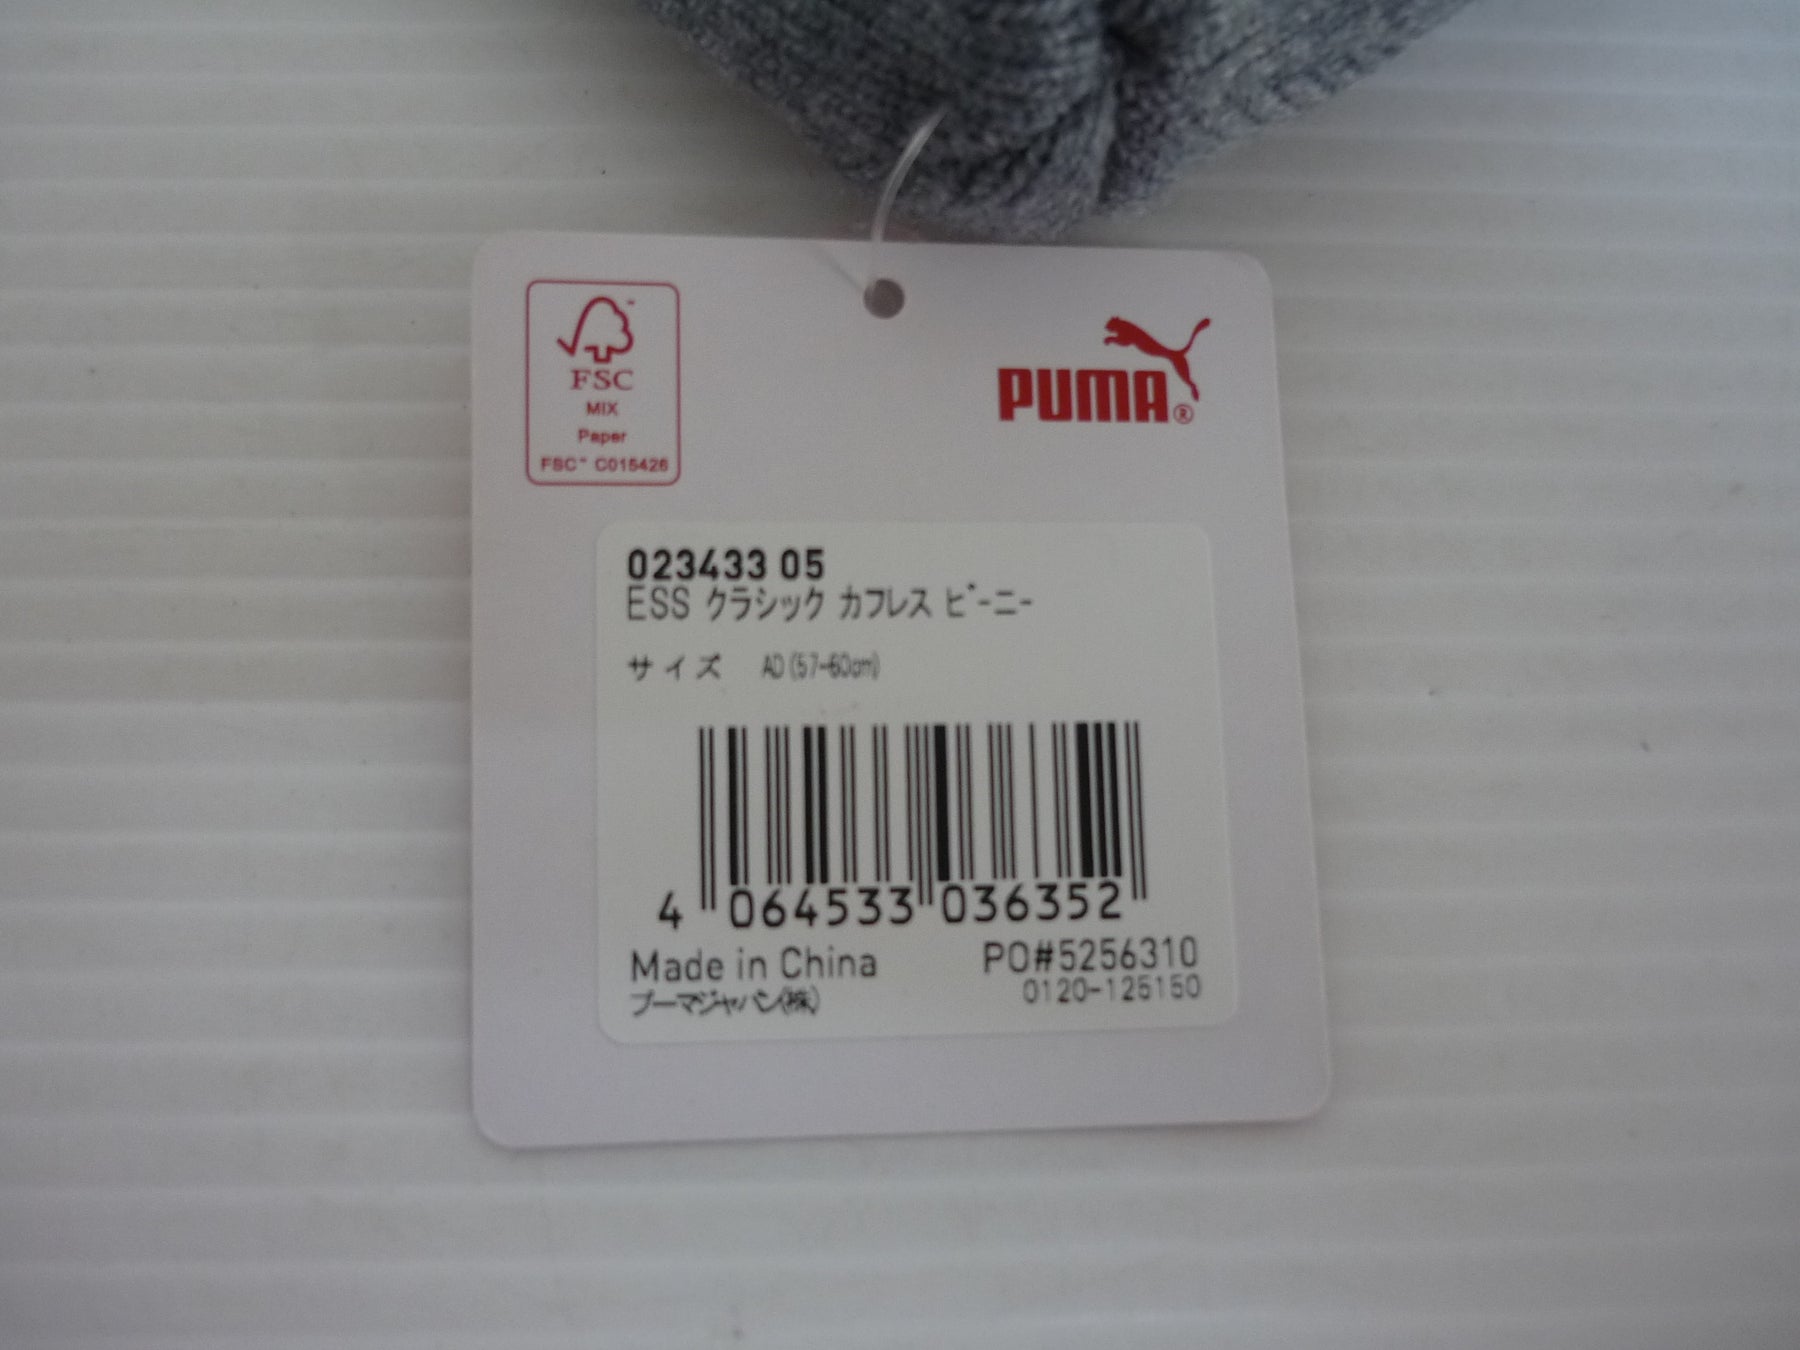 FSC
MIX
Paper
FSC™ C015426
PUMA®
023433 05
ESS クラシック カフレス ビーニー
サイズ AD (57-60cm)
4 064533 036352
Made in China
PO#5256310
プーマジャパン(株)
0120-125150